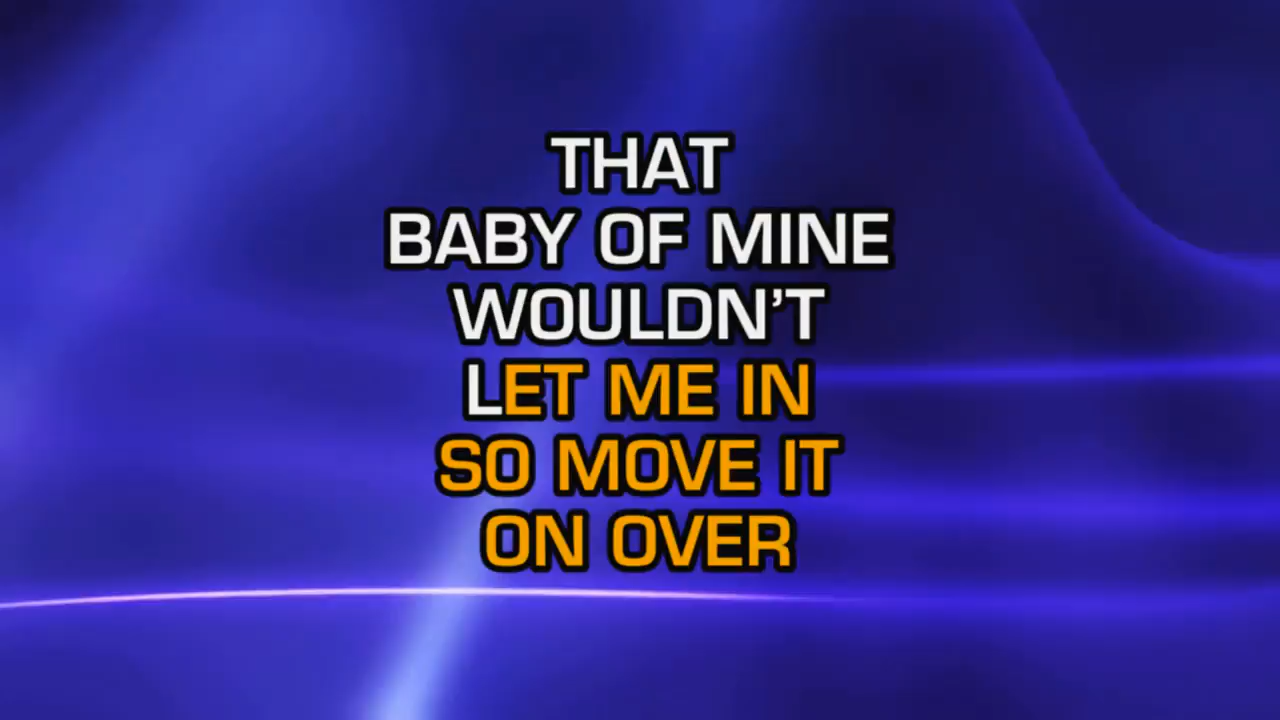 THAT
BABY OF MINE
WOULDN'T
LET ME IN
SO MOVE IT
ON OVER